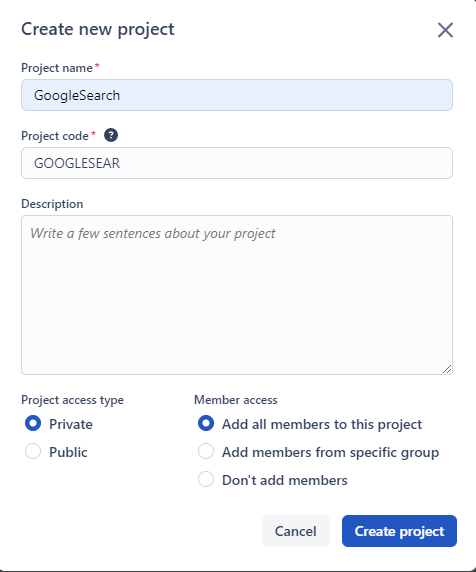 Create new project
Project name*
GoogleSearch
Project code* ?
GOOGLESEAR
Description
Write a few sentences about your project
Project access type
Member access
Private
Add all members to this project
Public
Add members from specific group
Don't add members
Cancel
Create project